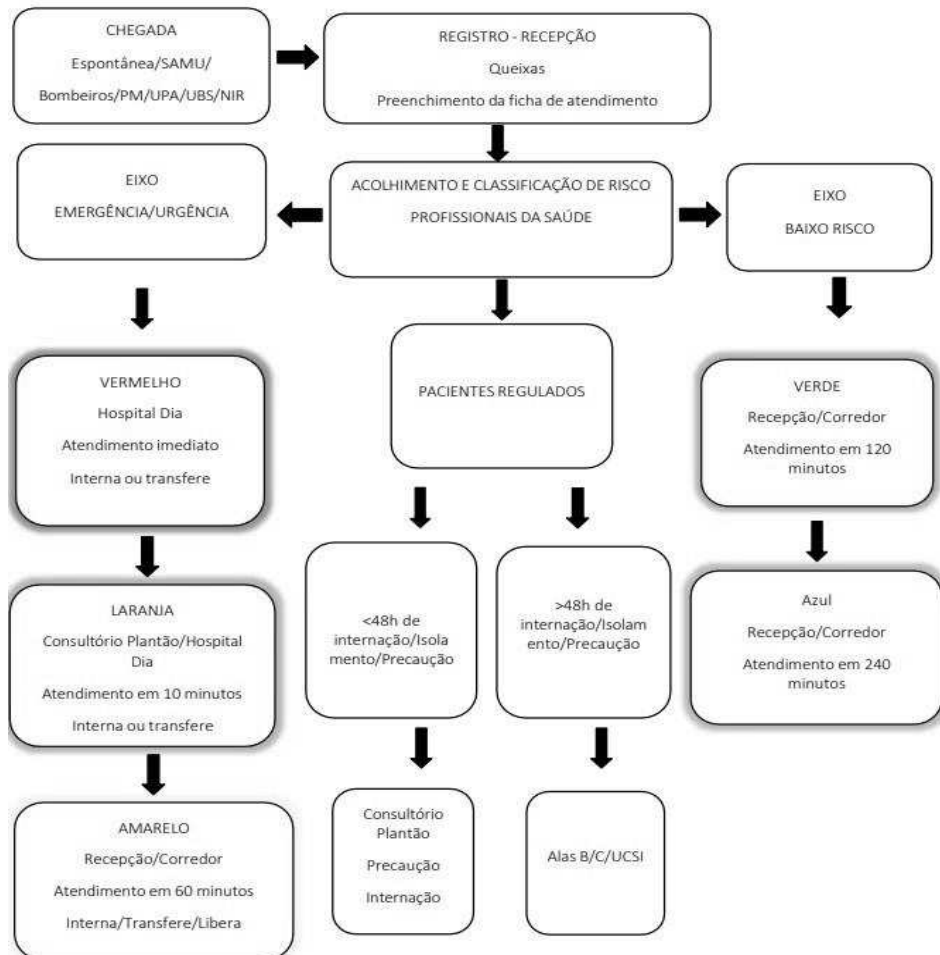 CHEGADA
Espontânea/SAMU/
Bombeiros/PM/UPA/UBS/NIR
REGISTRO - RECEPÇÃO
Queixas
Preenchimento da ficha de atendimento
EIXO
EMERGÊNCIA/URGÊNCIA
ACOLHIMENTO E CLASSIFICAÇÃO DE RISCO
PROFISSIONAIS DA SAÚDE
EIXO
BAIXO RISCO
VERMELHO
Hospital Dia
Atendimento imediato
Interna ou transfere
PACIENTES REGULADOS
VERDE
Recepção/Corredor
Atendimento em 120
minutos
LARANJA
Consultório Plantão/Hospital
Dia
Atendimento em 10 minutos
Interna ou transfere
<48h de
internação/Isola
mento/Precaução
>48h de
internação/Isolam
ento/Precaução
Azul
Recepção/Corredor
Atendimento em 240
minutos
AMARELO
Recepção/Corredor
Atendimento em 60 minutos
Interna/Transfere/Libera
Consultório
Plantão
Precaução
Internação
Alas B/C/UCSI